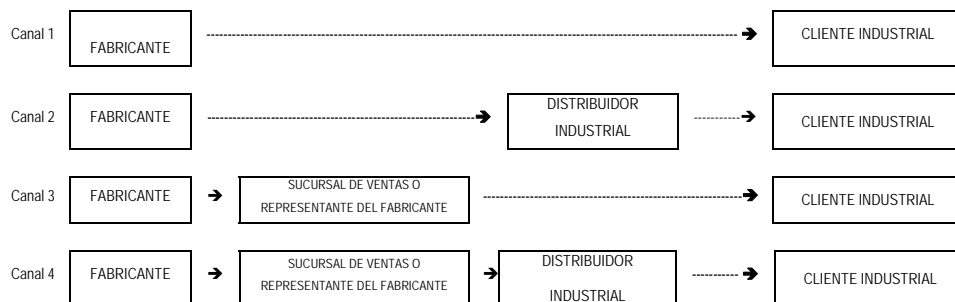 Canal 1
FABRICANTE
CLIENTE INDUSTRIAL
Canal 2
FABRICANTE
DISTRIBUIDOR
INDUSTRIAL
CLIENTE INDUSTRIAL
Canal 3
FABRICANTE
SUCURSAL DE VENTAS O
REPRESENTANTE DEL FABRICANTE
CLIENTE INDUSTRIAL
Canal 4
FABRICANTE
SUCURSAL DE VENTAS O
REPRESENTANTE DEL FABRICANTE
DISTRIBUIDOR
INDUSTRIAL
CLIENTE INDUSTRIAL